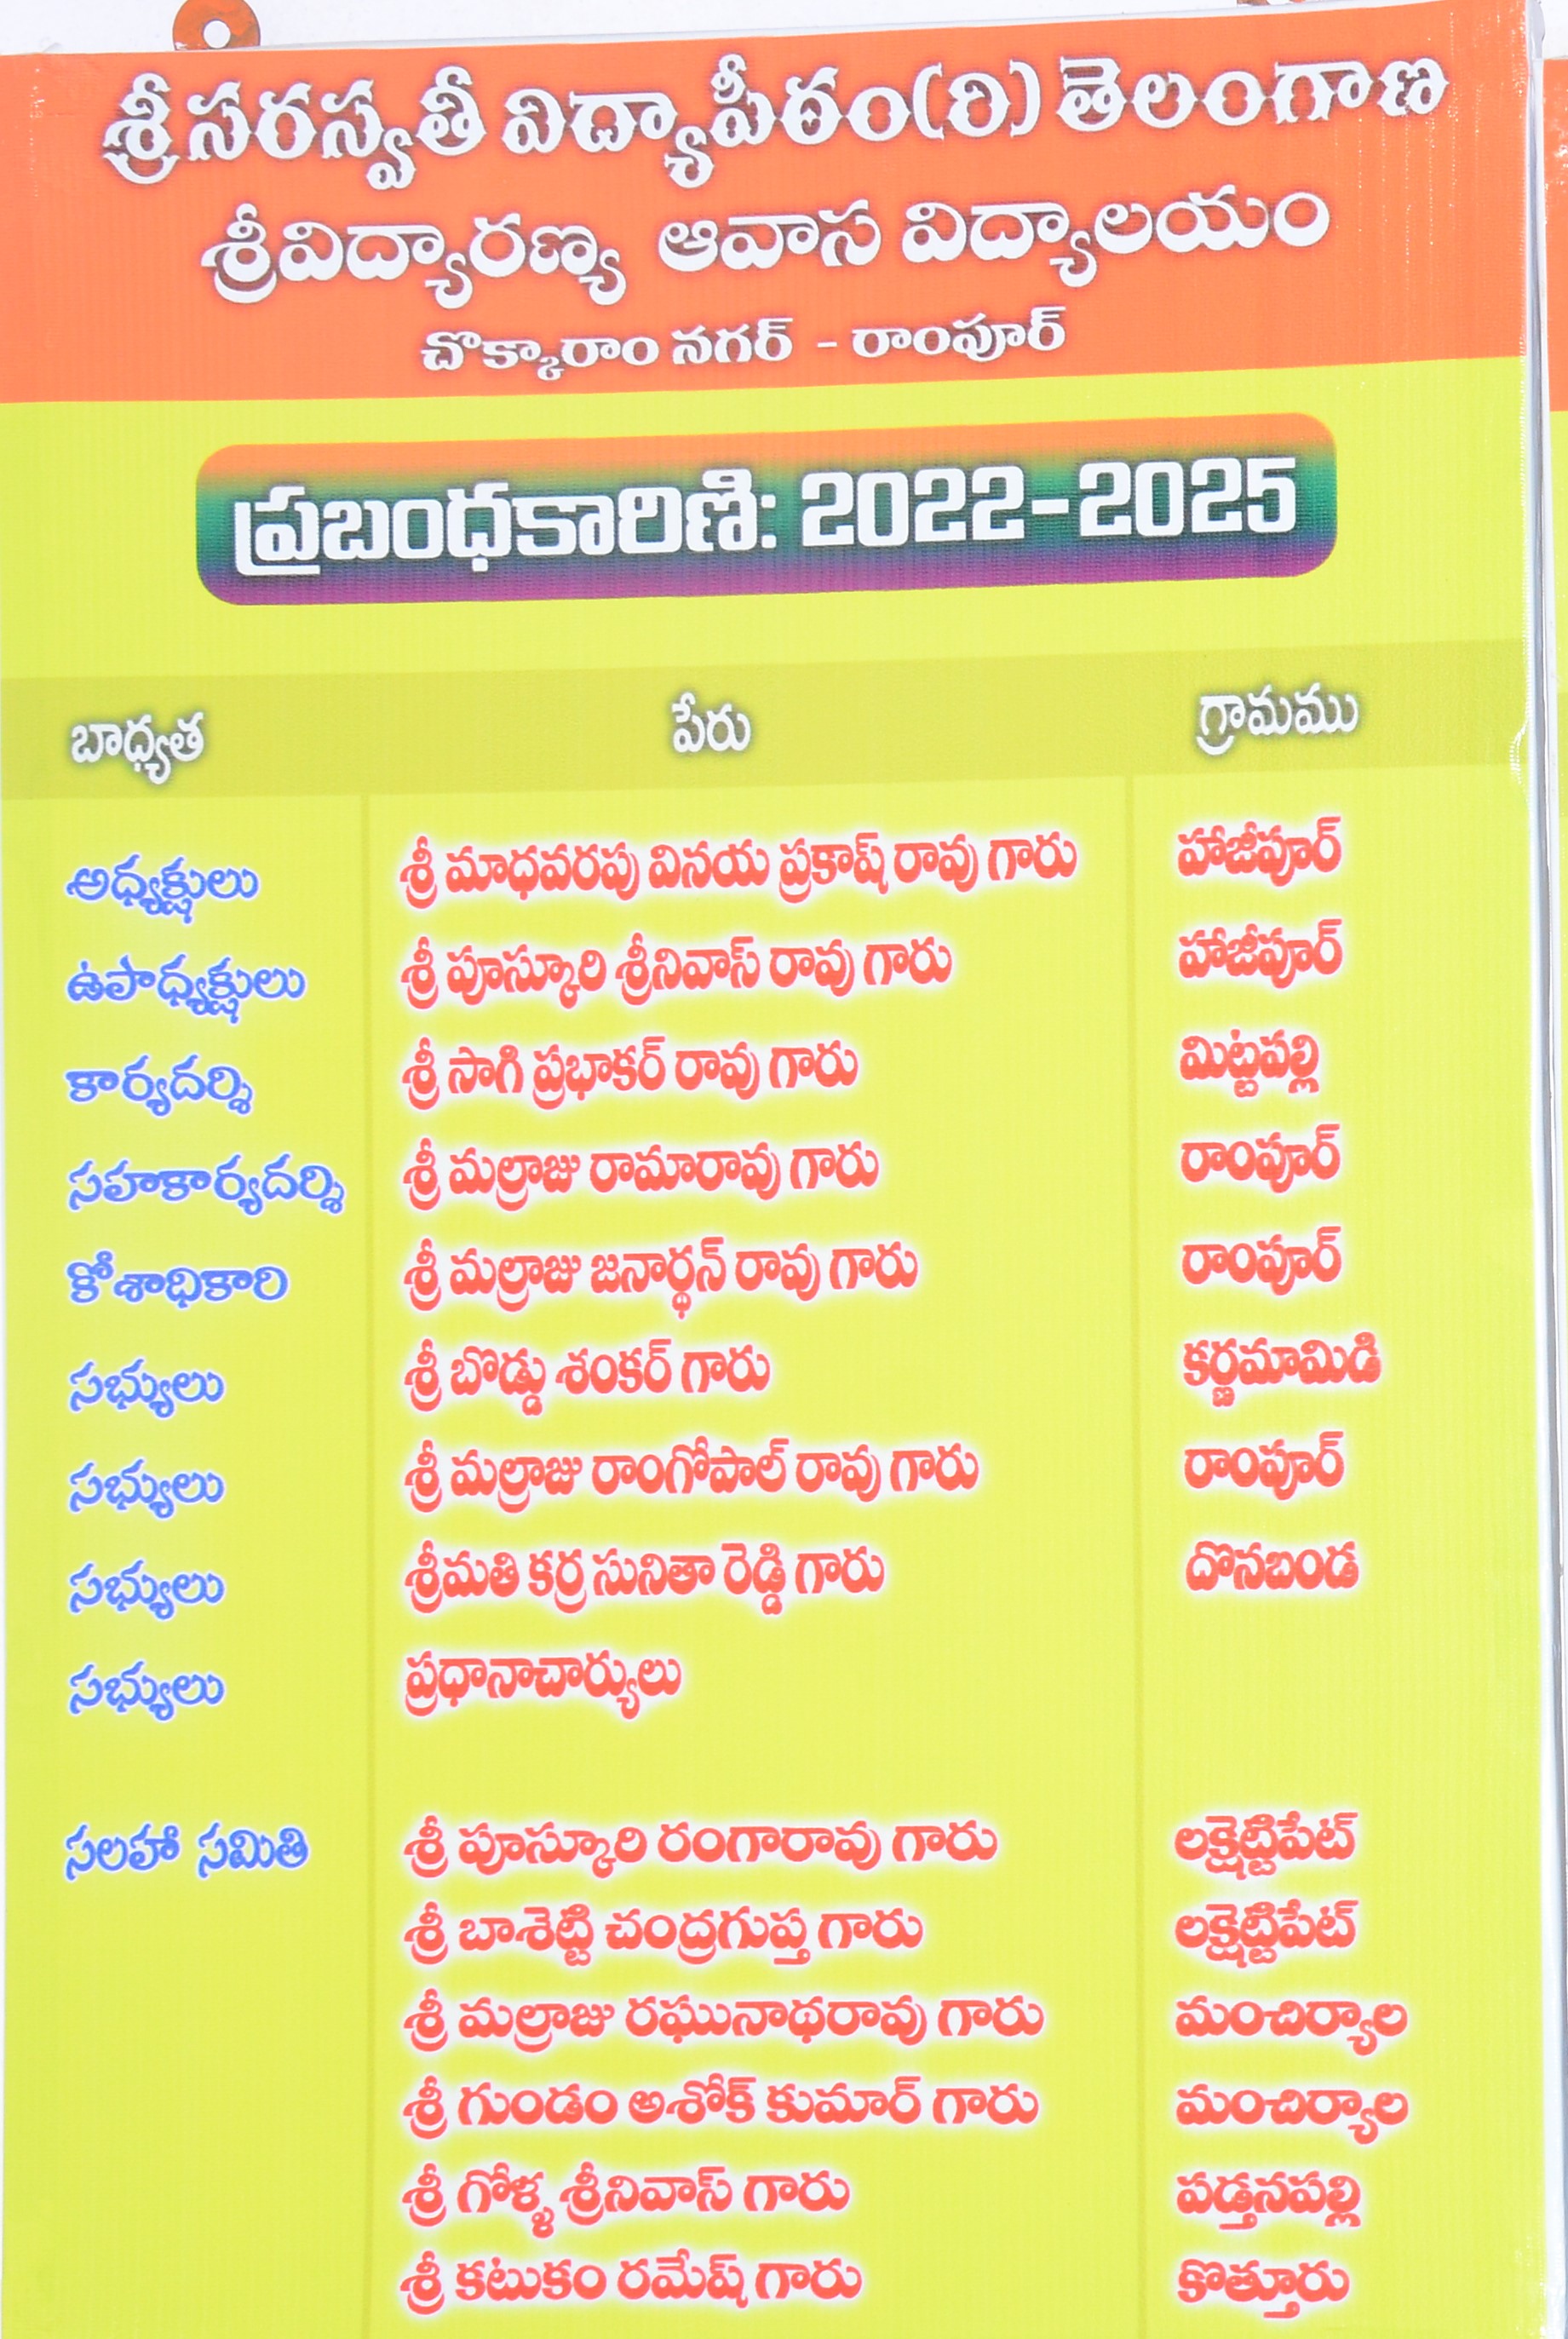 శ్రీ సరస్వతీ విద్యాపీఠం(రి) తెలంగాణ
శ్రీవిద్యారణ్య ఆవాస విద్యాలయం
చొక్కారాం నగర్ - రాంపూర్
ప్రబంధకారిణి: 2022-2025
బాధ్యత పేరు గ్రామము
అధ్యక్షులు శ్రీ మాధవరపు వినయ ప్రకాష్ రావు గారు హాజీపూర్
ఉపాధ్యక్షులు శ్రీ పూస్కూరి శ్రీనివాస్ రావు గారు హాజీపూర్
కార్యదర్శి శ్రీ సాగి ప్రభాకర్ రావు గారు మిట్టపల్లి
సహకార్యదర్శి శ్రీ మల్రాజు రామారావు గారు రాంపూర్
కోశాధికారి శ్రీ మల్రాజు జనార్థన్ రావు గారు రాంపూర్
సభ్యులు శ్రీ బొడ్డు శంకర్ గారు కర్ణమామిడి
సభ్యులు శ్రీ మల్రాజు రాంగోపాల్ రావు గారు రాంపూర్
సభ్యులు శ్రీమతి కర్ర సునితా రెడ్డి గారు దొనబండ
సభ్యులు ప్రధానాచార్యులు
సలహా సమితి శ్రీ పూస్కూరి రంగారావు గారు లక్షెట్టిపేట్
శ్రీ బాశెట్టి చంద్రగుప్త గారు లక్షెట్టిపేట్
శ్రీ మల్రాజు రఘునాథరావు గారు మంచిర్యాల
శ్రీ గుండం అశోక్ కుమార్ గారు మంచిర్యాల
శ్రీ గోళ్ళ శ్రీనివాస్ గారు పడ్తనపల్లి
శ్రీ కటుకం రమేష్ గారు కొత్తూరు